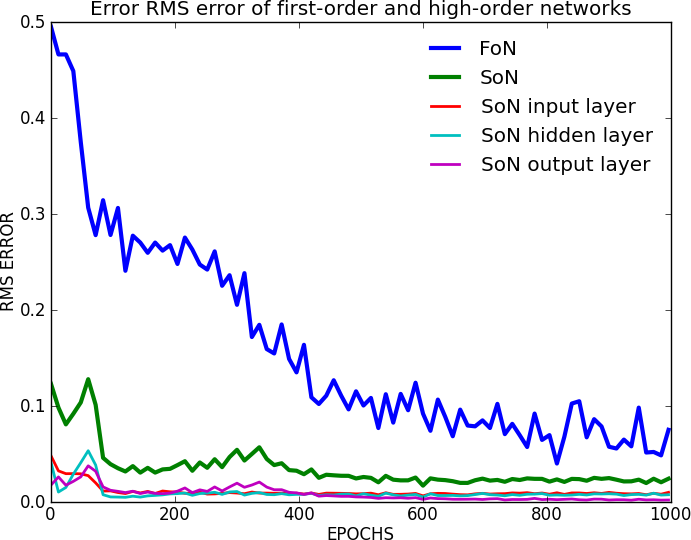 Error RMS error of first-order and high-order networks
0.5
0.4
0.3
0.2
0.1
0.0
RMS ERROR
FoN
SoN
SoN input layer
SoN hidden layer
SoN output layer
0 200 400 600 800 1000
EPOCHS